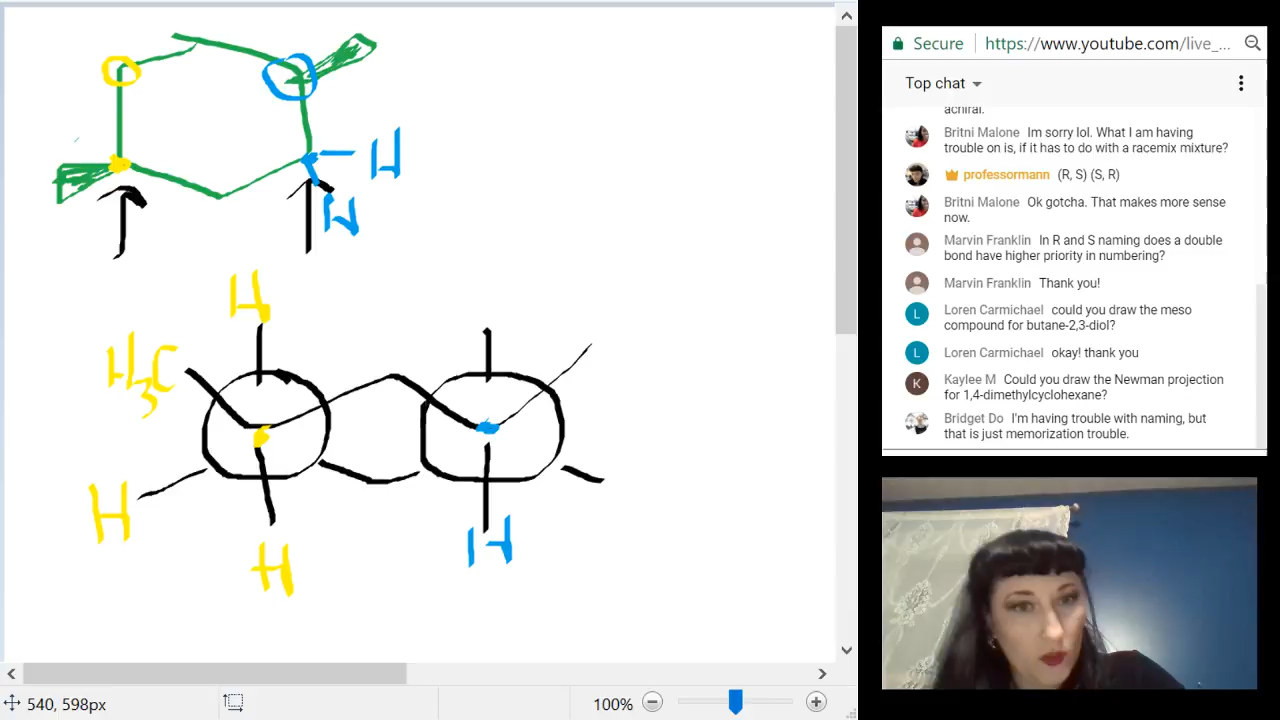 Secure
https://www.youtube.com/live_...
Top chat
achiral.
Britni Malone Im sorry lol. What I am having
trouble on is, if it has to do with a racemix mixture?
professormann (R, S) (S, R)
Britni Malone Ok gotcha. That makes more sense
now.
Marvin Franklin In R and S naming does a double
bond have higher priority in numbering?
Marvin Franklin Thank you!
L Loren Carmichael could you draw the meso
compound for butane-2,3-diol?
L Loren Carmichael okay! thank you
K Kaylee M Could you draw the Newman projection
for 1,4-dimethylcyclohexane?
Bridget Do I'm having trouble with naming, but
that is just memorization trouble.
H
H
H
H3C
H
H
H
540, 598px
100%